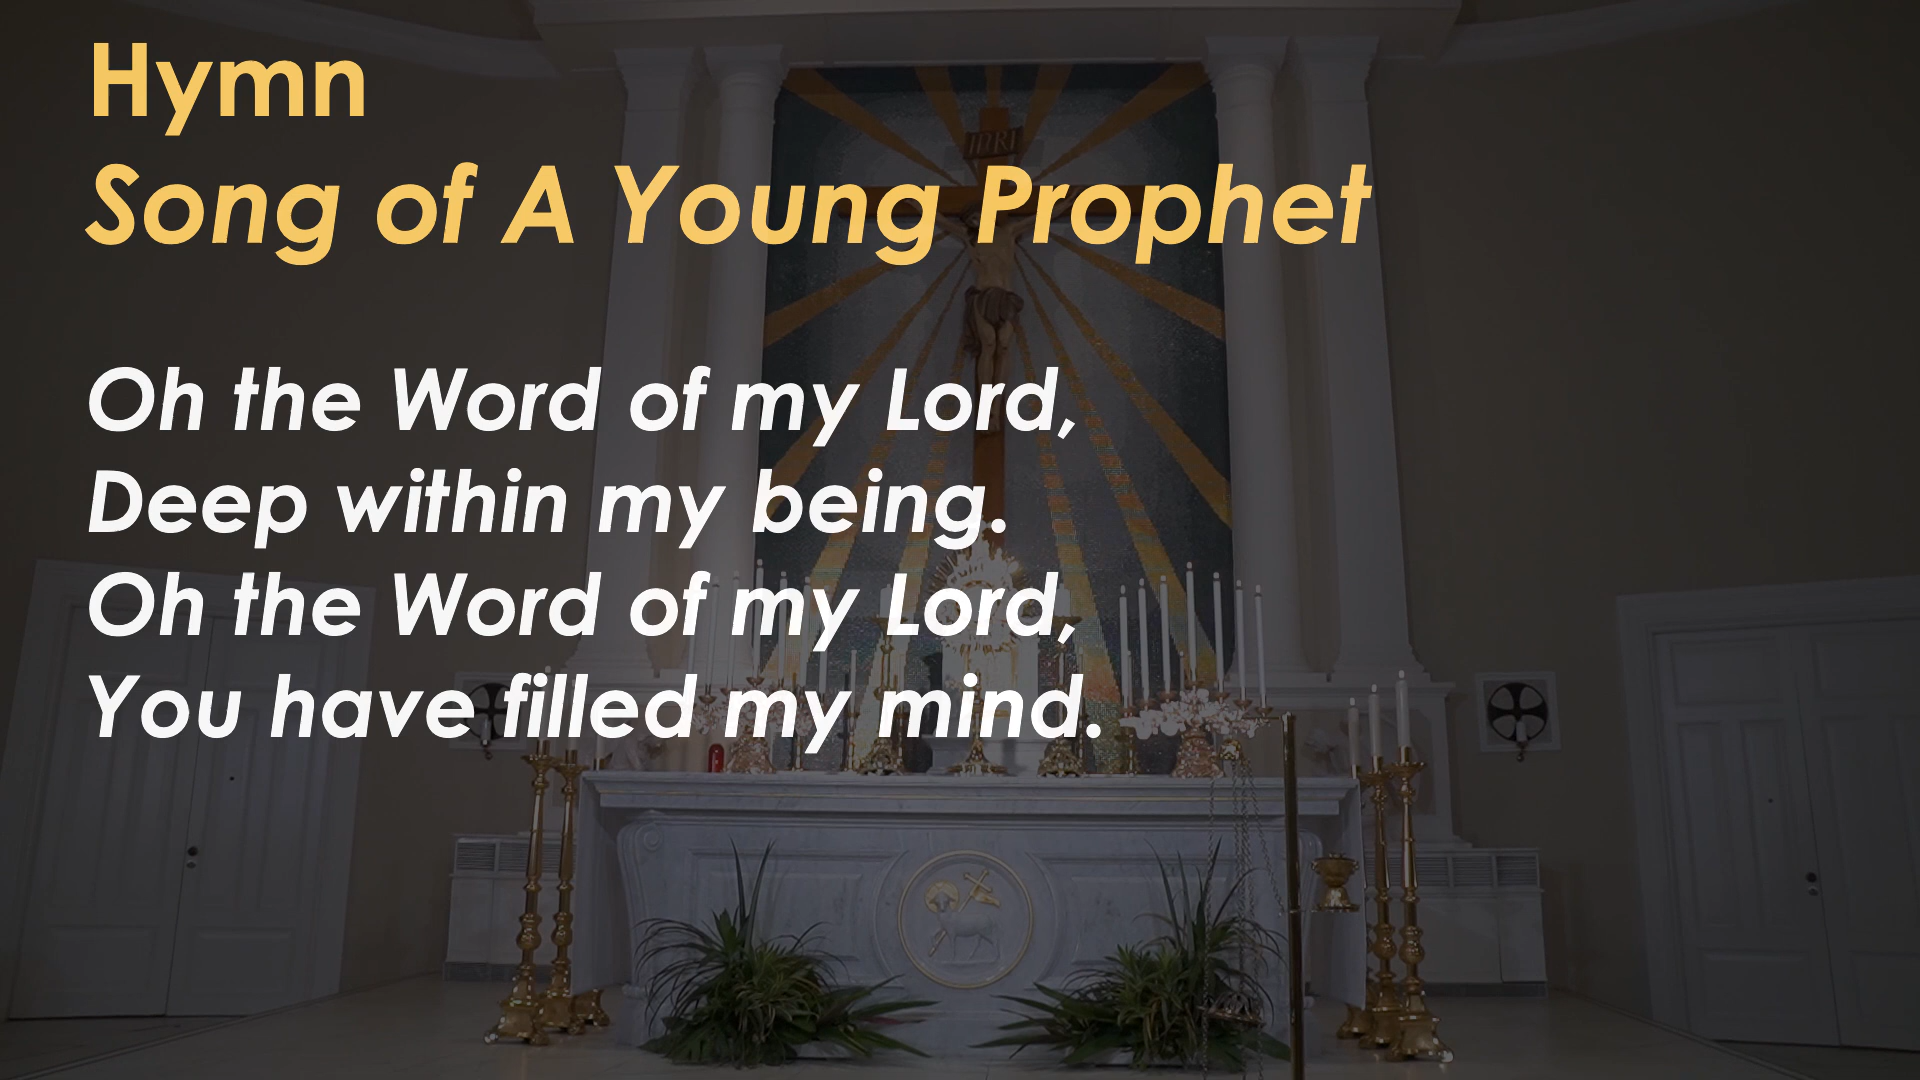 Hymn
Song of A Young Prophet
INRI
Oh the Word of my Lord,
Deep within my being.
Oh the Word of my Lord,
You have filled my mind.